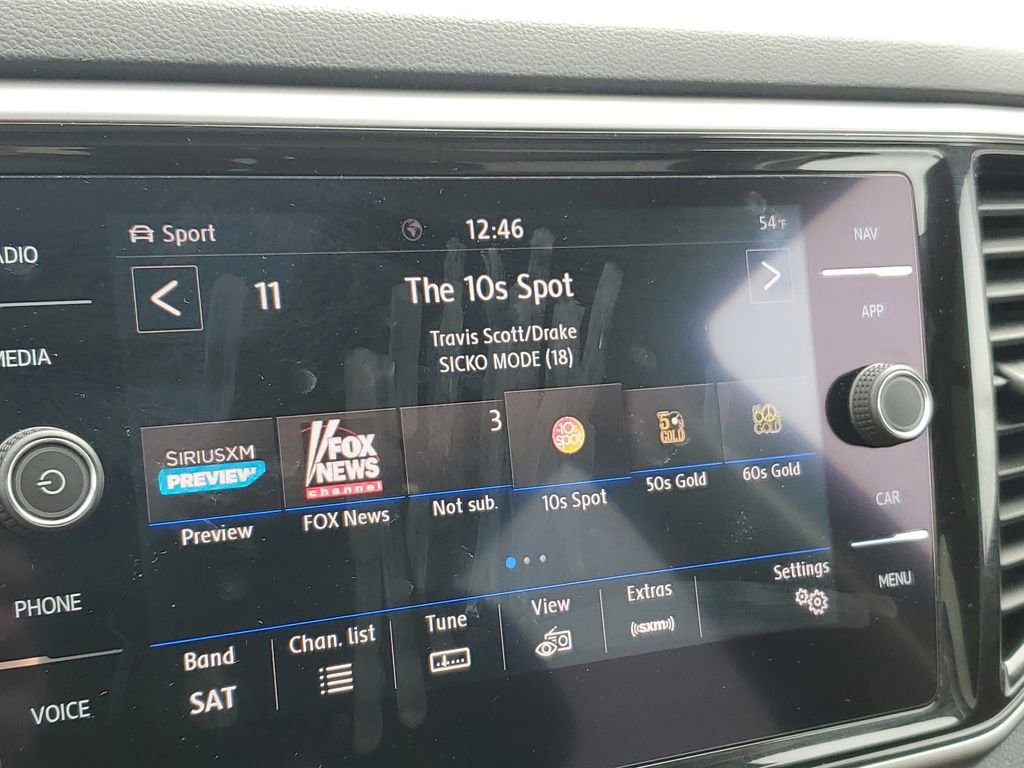 Sport
12:46
54°F
11
The 10s Spot
Travis Scott/Drake
SICKO MODE (18)
SIRIUSXM
PREVIEW
Preview
FOX
NEWS
channel
FOX News
3
Not sub.
10s
spot
10s Spot
50s
GOLD
50s Gold
60s
GOLD
60s Gold
Band
SAT
Chan. list
Tune
View
Extras
((sxm))
Settings
ADIO
MEDIA
PHONE
VOICE
NAV
APP
CAR
MENU